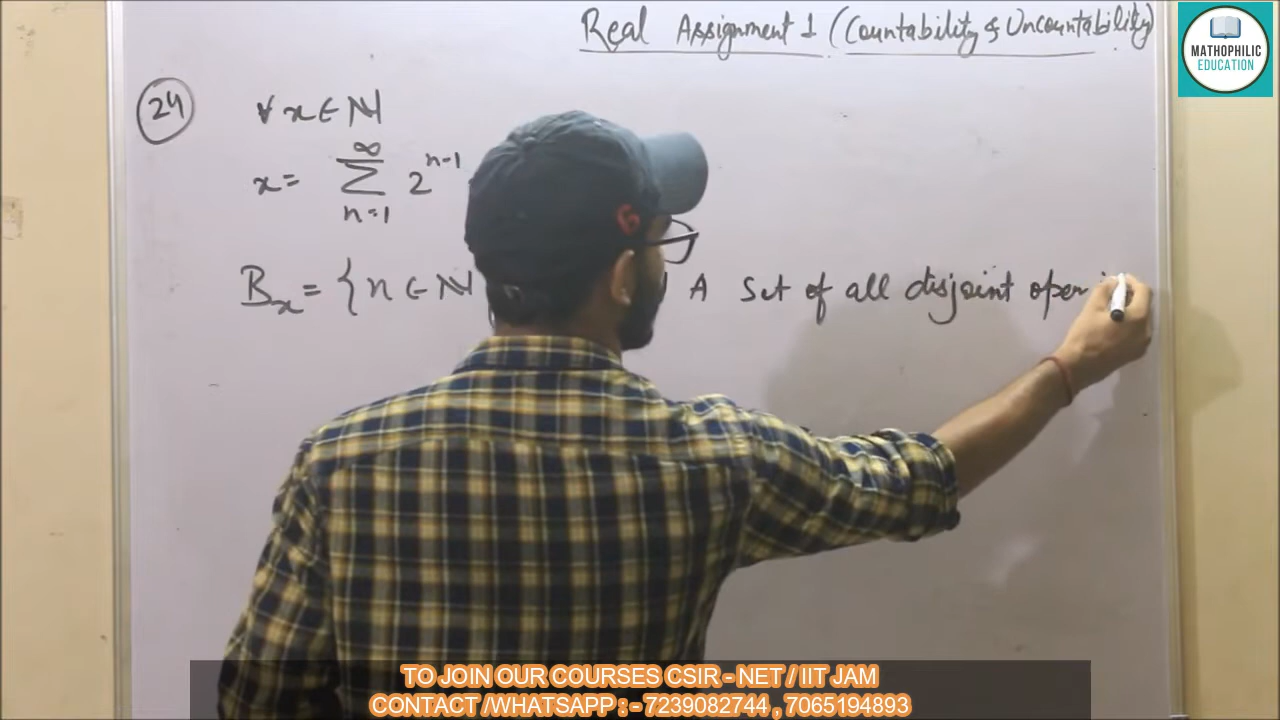 Real Assignment 1 (Countability & Uncountability)
MATHOPHILIC
EDUCATION
24
∀ x ∈ ℕ
x = ∑_{n=1}^{∞} 2^{n-1}
B_x = { n ∈ ℕ A Set of all disjoint open
TO JOIN OUR COURSES CSIR - NET / IIT JAM
CONTACT /WHATSAPP : - 7239082744 , 7065194893